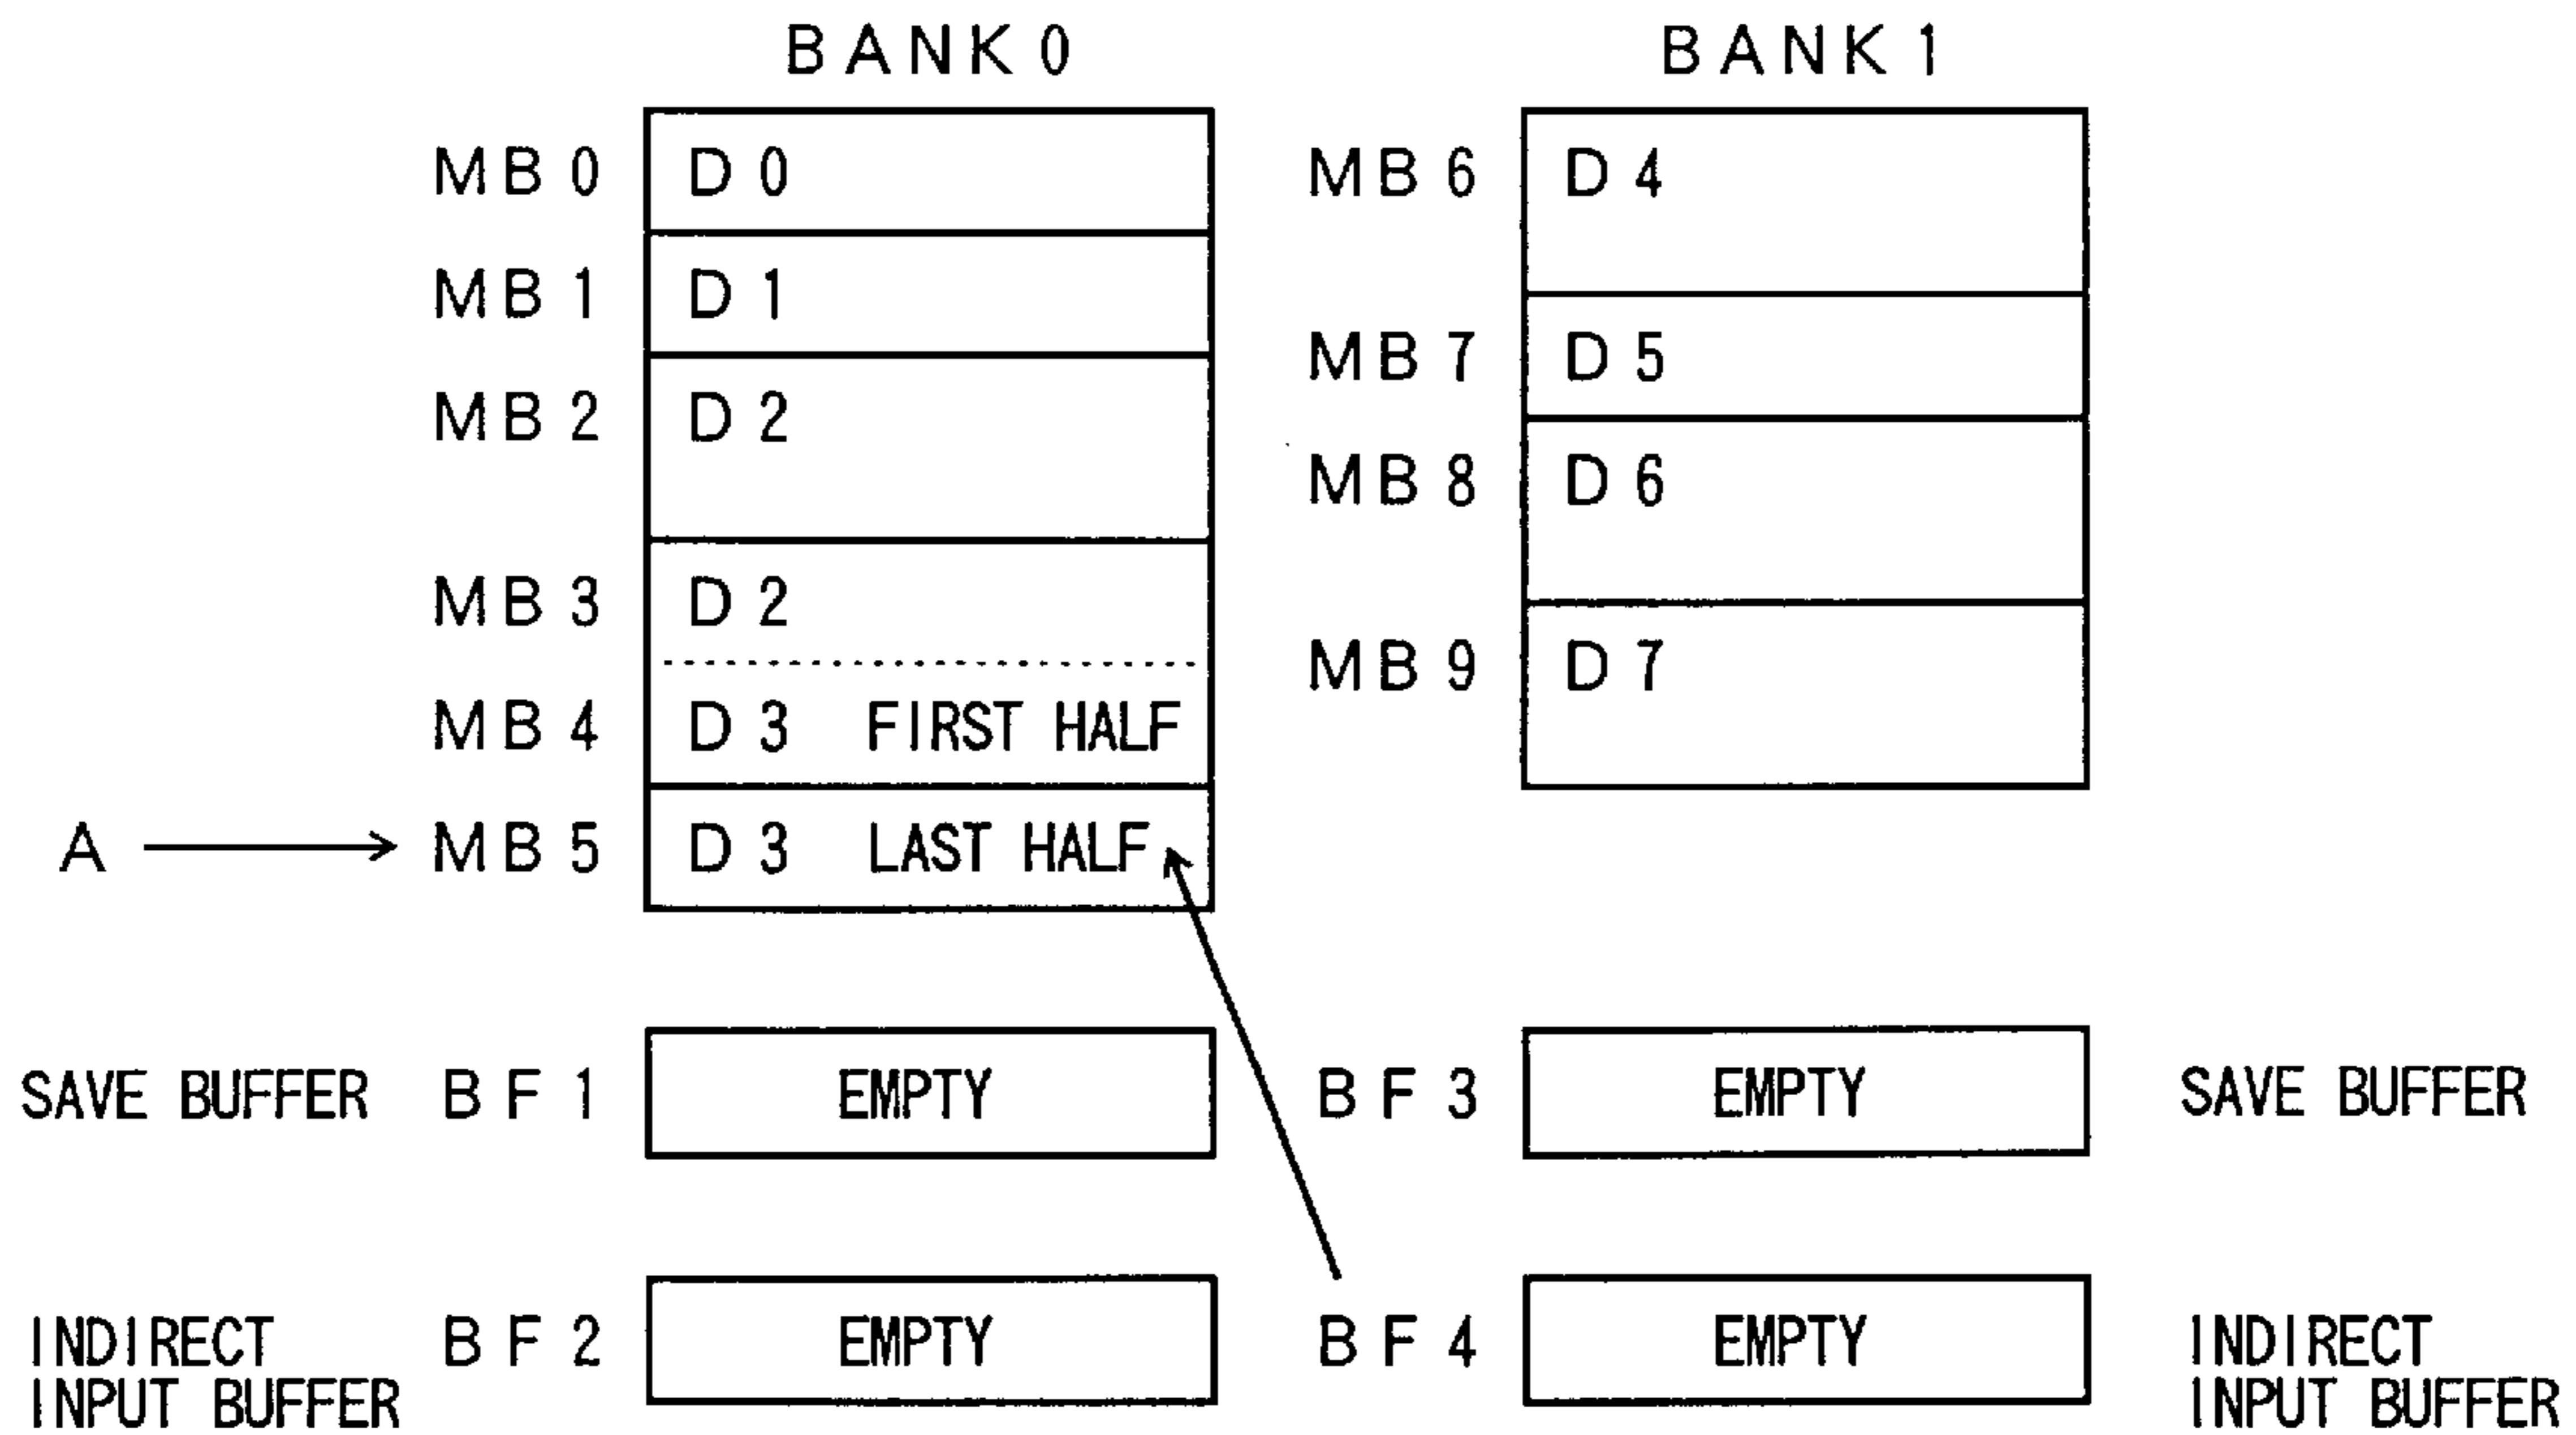 BANK0 BANK1
MB0 D0 MB6 D4
MB1 D1
MB7 D5
MB2 D2
MB8 D6
MB3 D2
MB9 D7
MB4 D3 FIRST HALF
A MB5 D3 LAST HALF
SAVE BUFFER BF1 EMPTY BF3 EMPTY SAVE BUFFER
INDIRECT BF2 EMPTY BF4 EMPTY INDIRECT
INPUT BUFFER INPUT BUFFER